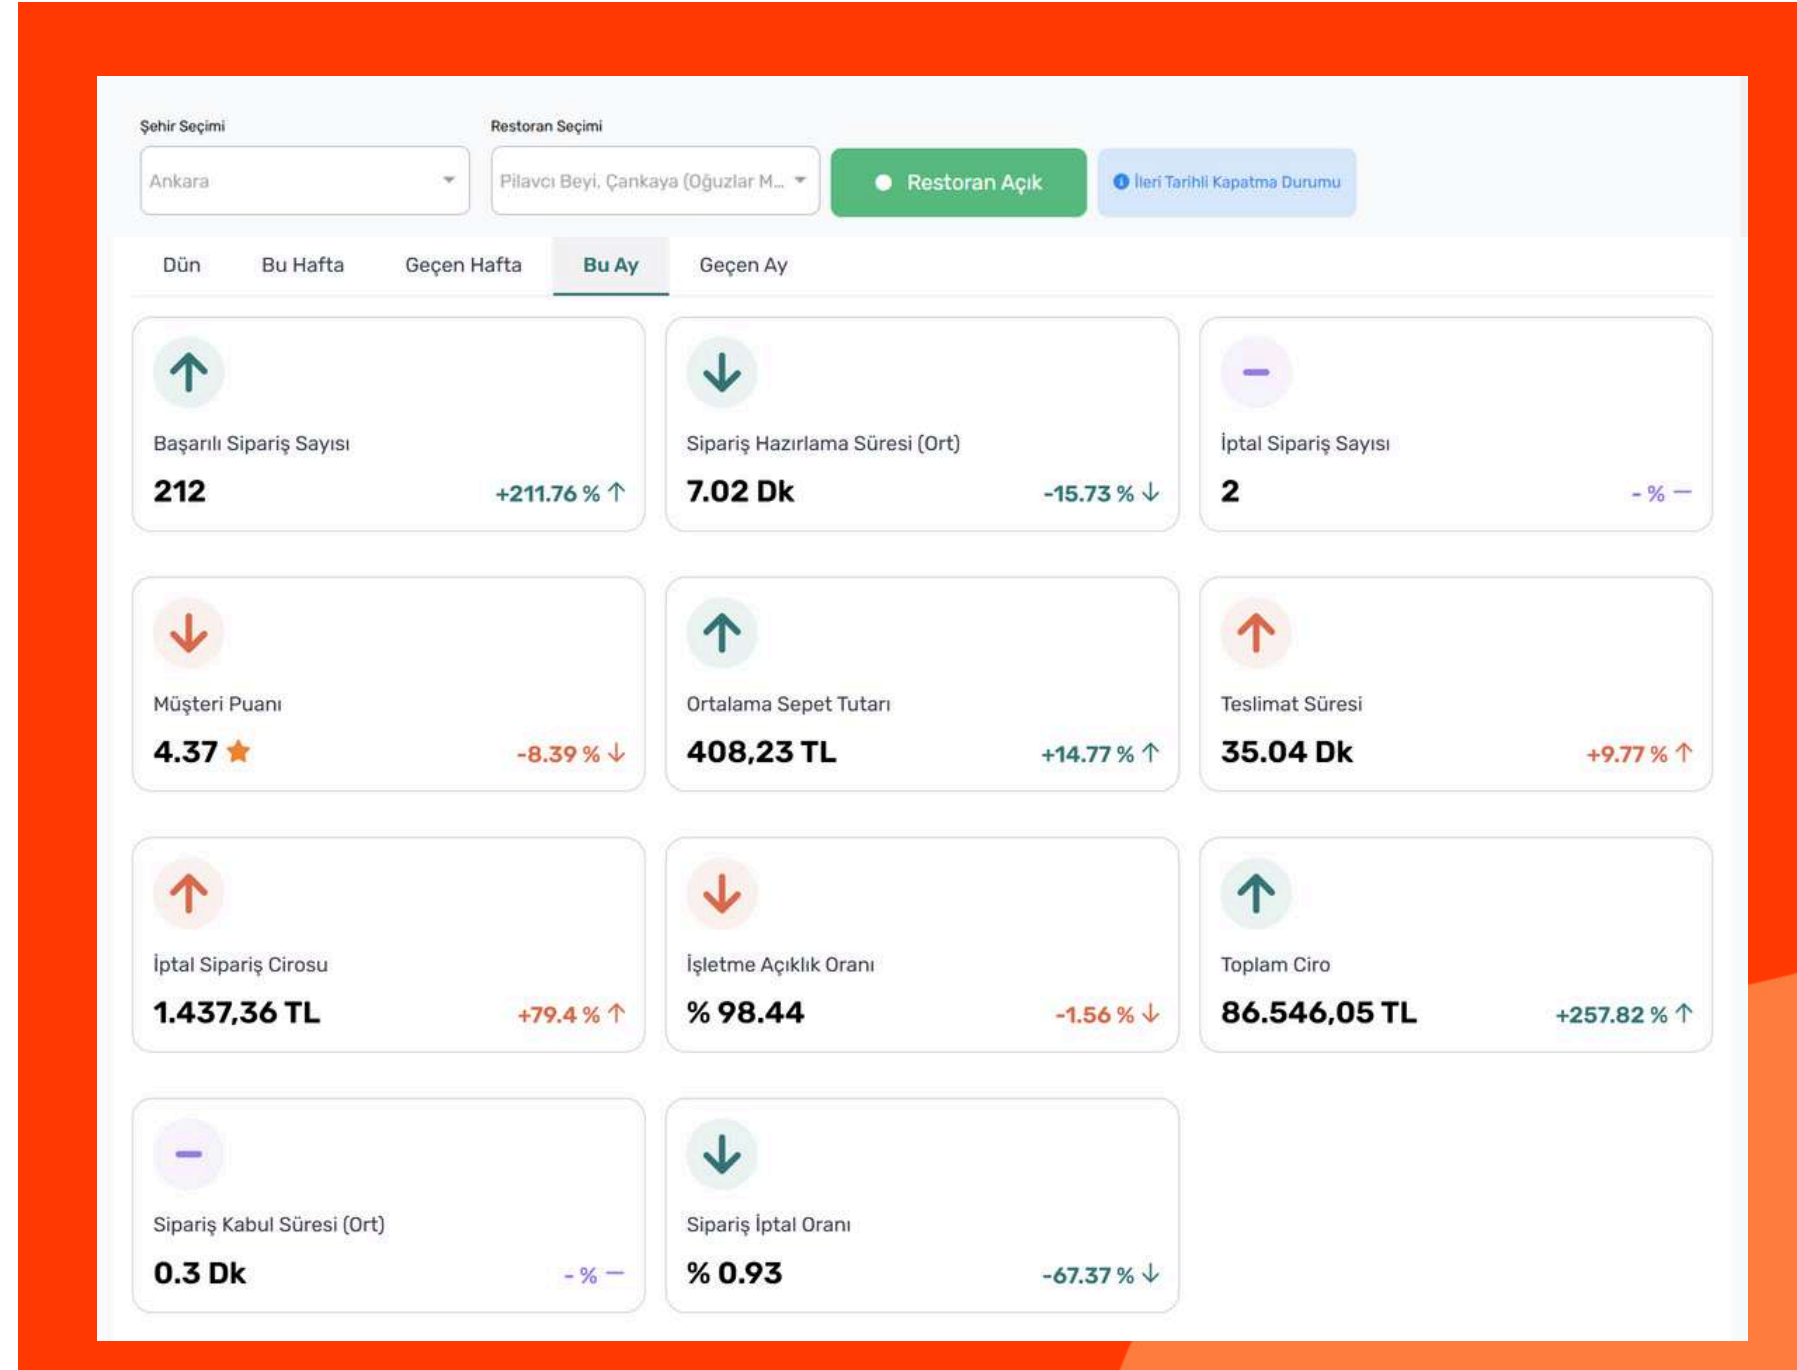 Şehir Seçimi
Restoran Seçimi
Ankara
Pilavcı Beyi, Çankaya (Oğuzlar M...
Restoran Açık
İleri Tarihli Kapatma Durumu
Dün
Bu Hafta
Geçen Hafta
Bu Ay
Geçen Ay
Başarılı Sipariş Sayısı
212
+211.76 %
Sipariş Hazırlama Süresi (Ort)
7.02 Dk
-15.73 %
İptal Sipariş Sayısı
2
- %
Müşteri Puanı
4.37
-8.39 %
Ortalama Sepet Tutarı
408,23 TL
+14.77 %
Teslimat Süresi
35.04 Dk
+9.77 %
İptal Sipariş Cirosu
1.437,36 TL
+79.4 %
İşletme Açıklık Oranı
% 98.44
-1.56 %
Toplam Ciro
86.546,05 TL
+257.82 %
Sipariş Kabul Süresi (Ort)
0.3 Dk
- %
Sipariş İptal Oranı
% 0.93
-67.37 %